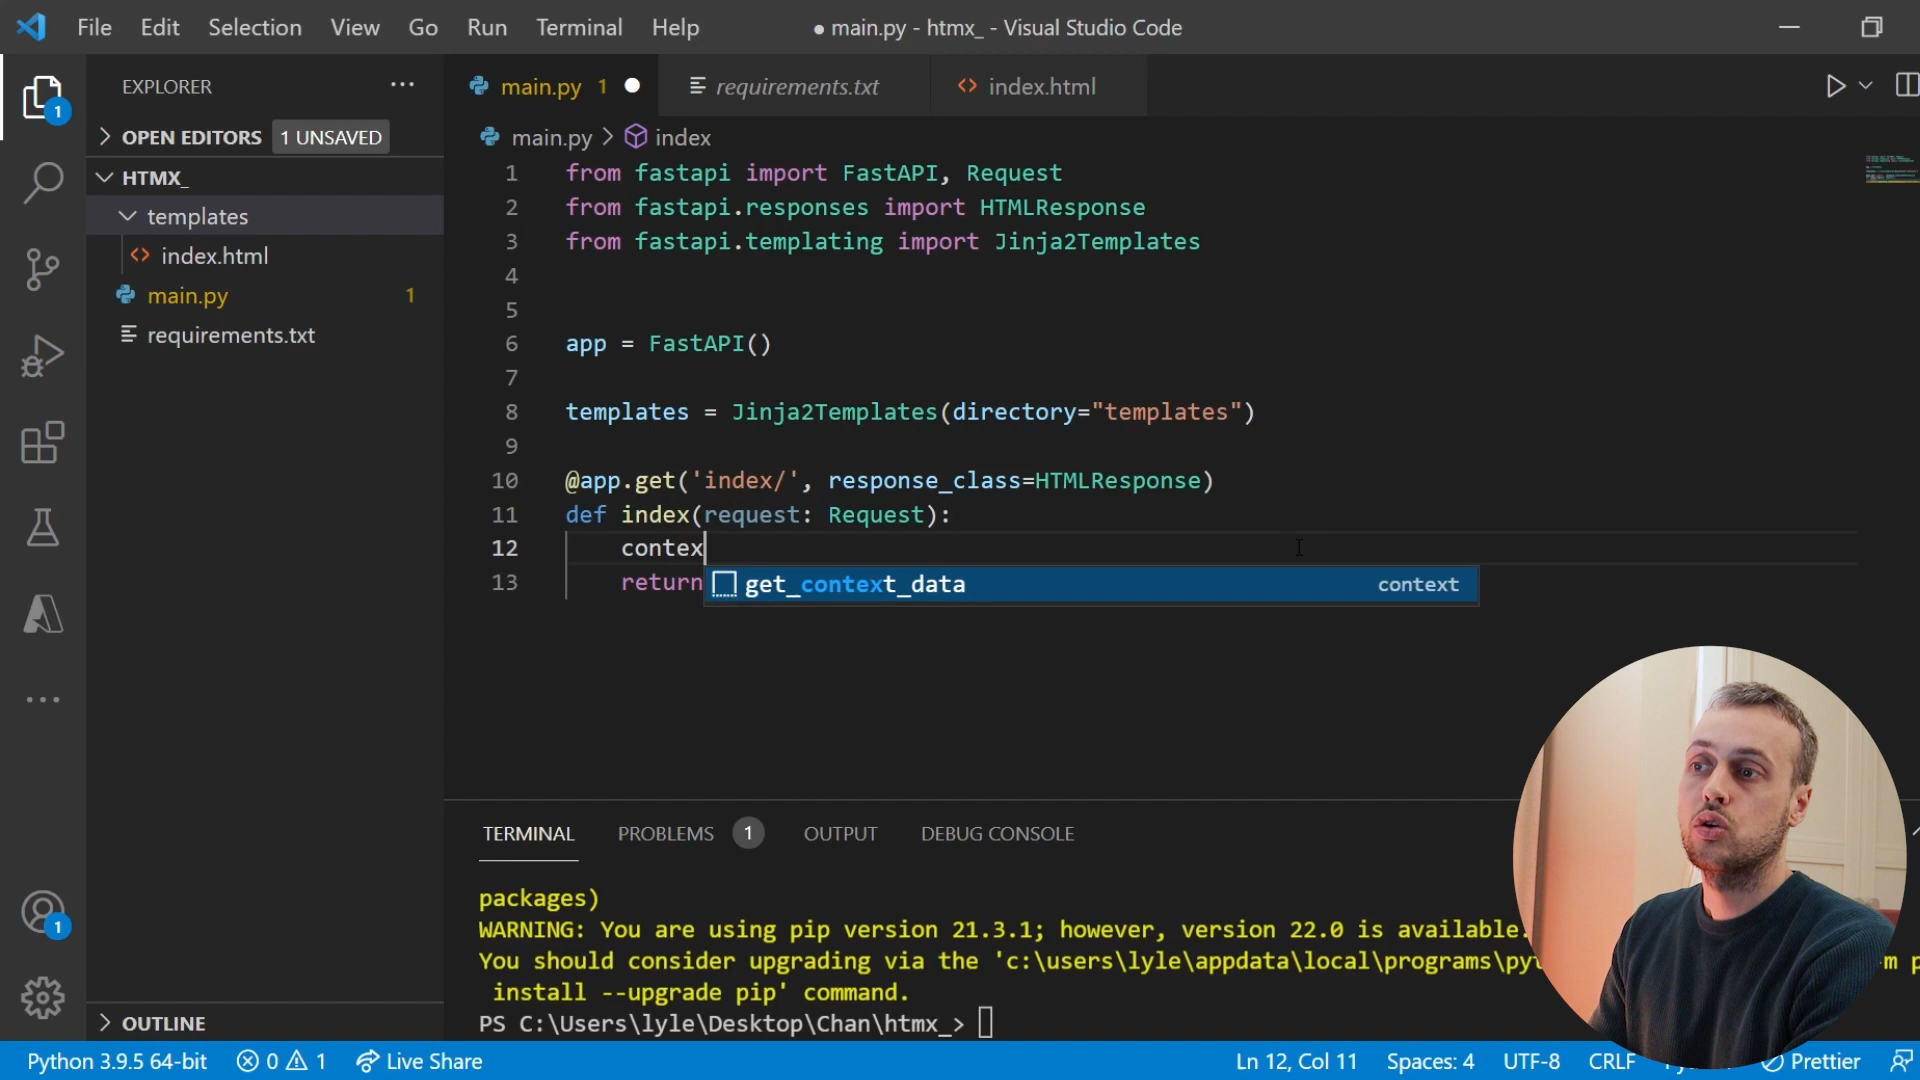 File Edit Selection View Go Run Terminal Help
● main.py - htmx_ - Visual Studio Code
EXPLORER
OPEN EDITORS 1 UNSAVED
HTMX_
templates
index.html
main.py 1
requirements.txt
OUTLINE
main.py 1
requirements.txt
index.html
main.py > index
1 from fastapi import FastAPI, Request
2 from fastapi.responses import HTMLResponse
3 from fastapi.templating import Jinja2Templates
4
5
6 app = FastAPI()
7
8 templates = Jinja2Templates(directory="templates")
9
10 @app.get('index/', response_class=HTMLResponse)
11 def index(request: Request):
12 contex
13 return
get_context_data context
TERMINAL PROBLEMS 1 OUTPUT DEBUG CONSOLE
packages)
WARNING: You are using pip version 21.3.1; however, version 22.0 is available.
You should consider upgrading via the 'c:\users\lyle\appdata\local\programs\py
install --upgrade pip' command.
PS C:\Users\lyle\Desktop\Chan\htmx_>
1
1
Python 3.9.5 64-bit 0 1 Live Share Ln 12, Col 11 Spaces: 4 UTF-8 CRLF Prettier